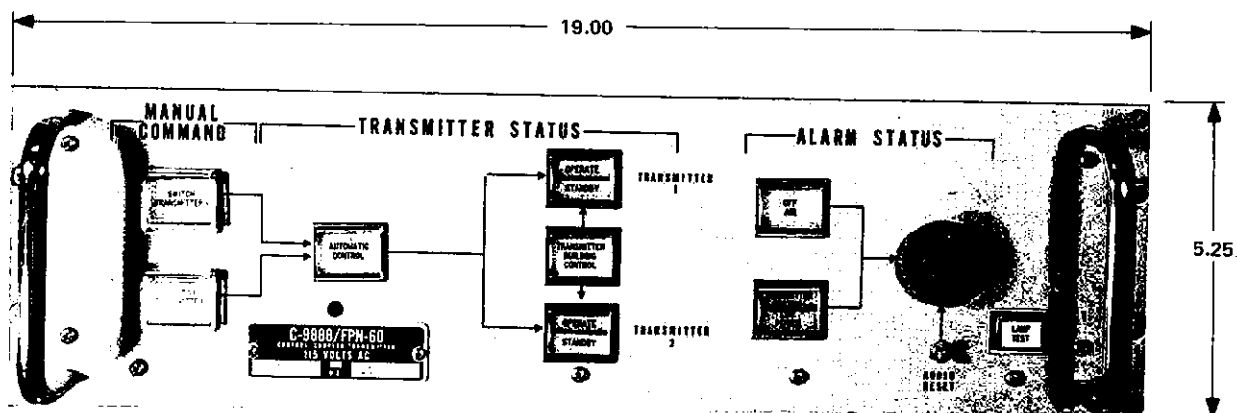 19.00
MANUAL
COMMAND
TRANSMITTER STATUS
ALARM STATUS
SWITCH
TRANSMITTER
AUTOMATIC
CONTROL
OPERATE
STANDBY
TRANSMITTER
1
TRANSMITTER
BUILDING
CONTROL
OPERATE
STANDBY
TRANSMITTER
2
OFF
AIR
LAMP
TEST
AUDIO
RESET
5.25
C-9888/FPN-60
115 VOLTS AC